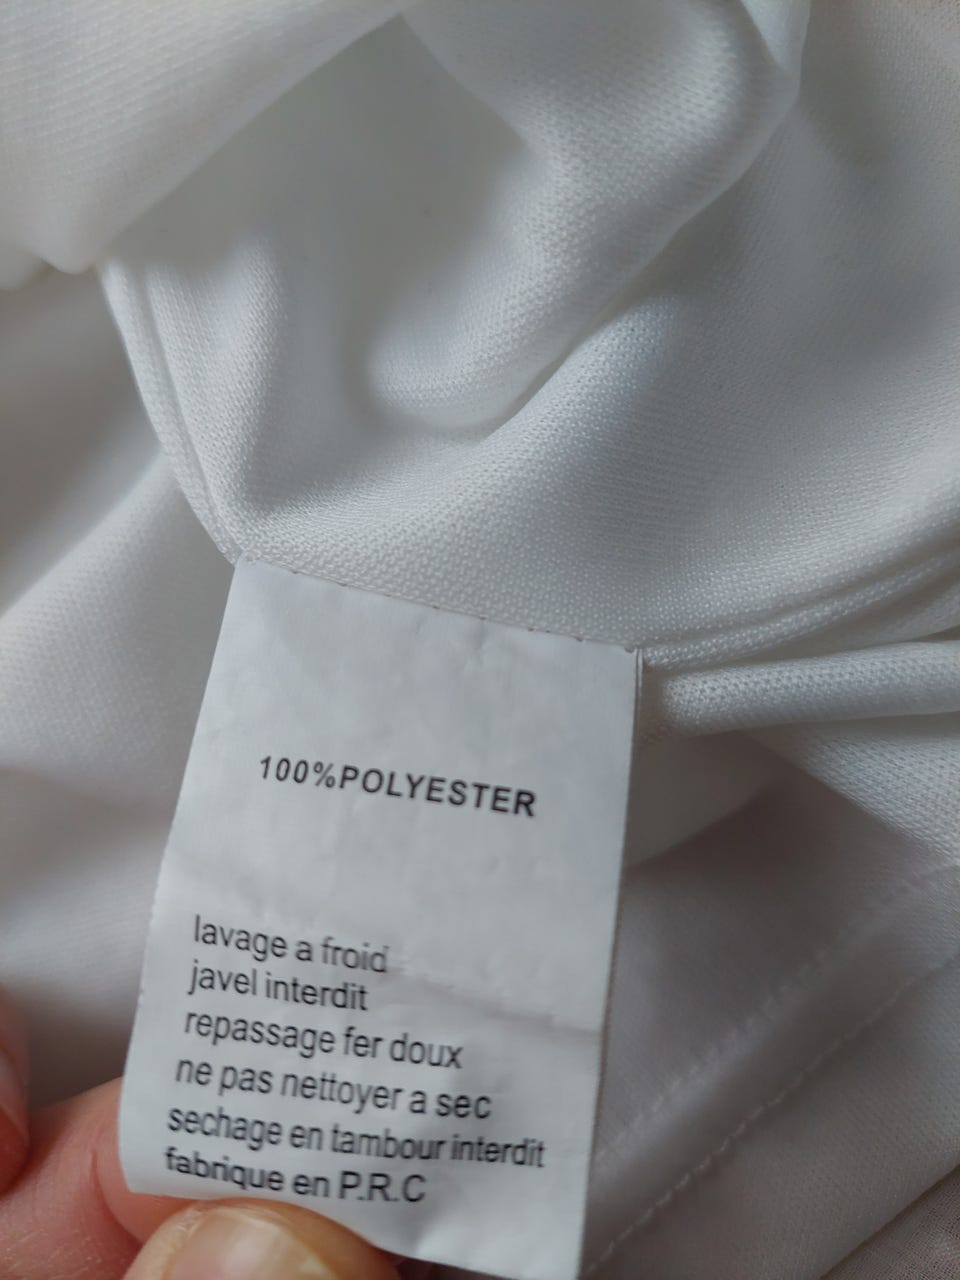 100%POLYESTER
lavage a froid
javel interdit
repassage fer doux
ne pas nettoyer a sec
sechage en tambour interdit
fabrique en P.R.C